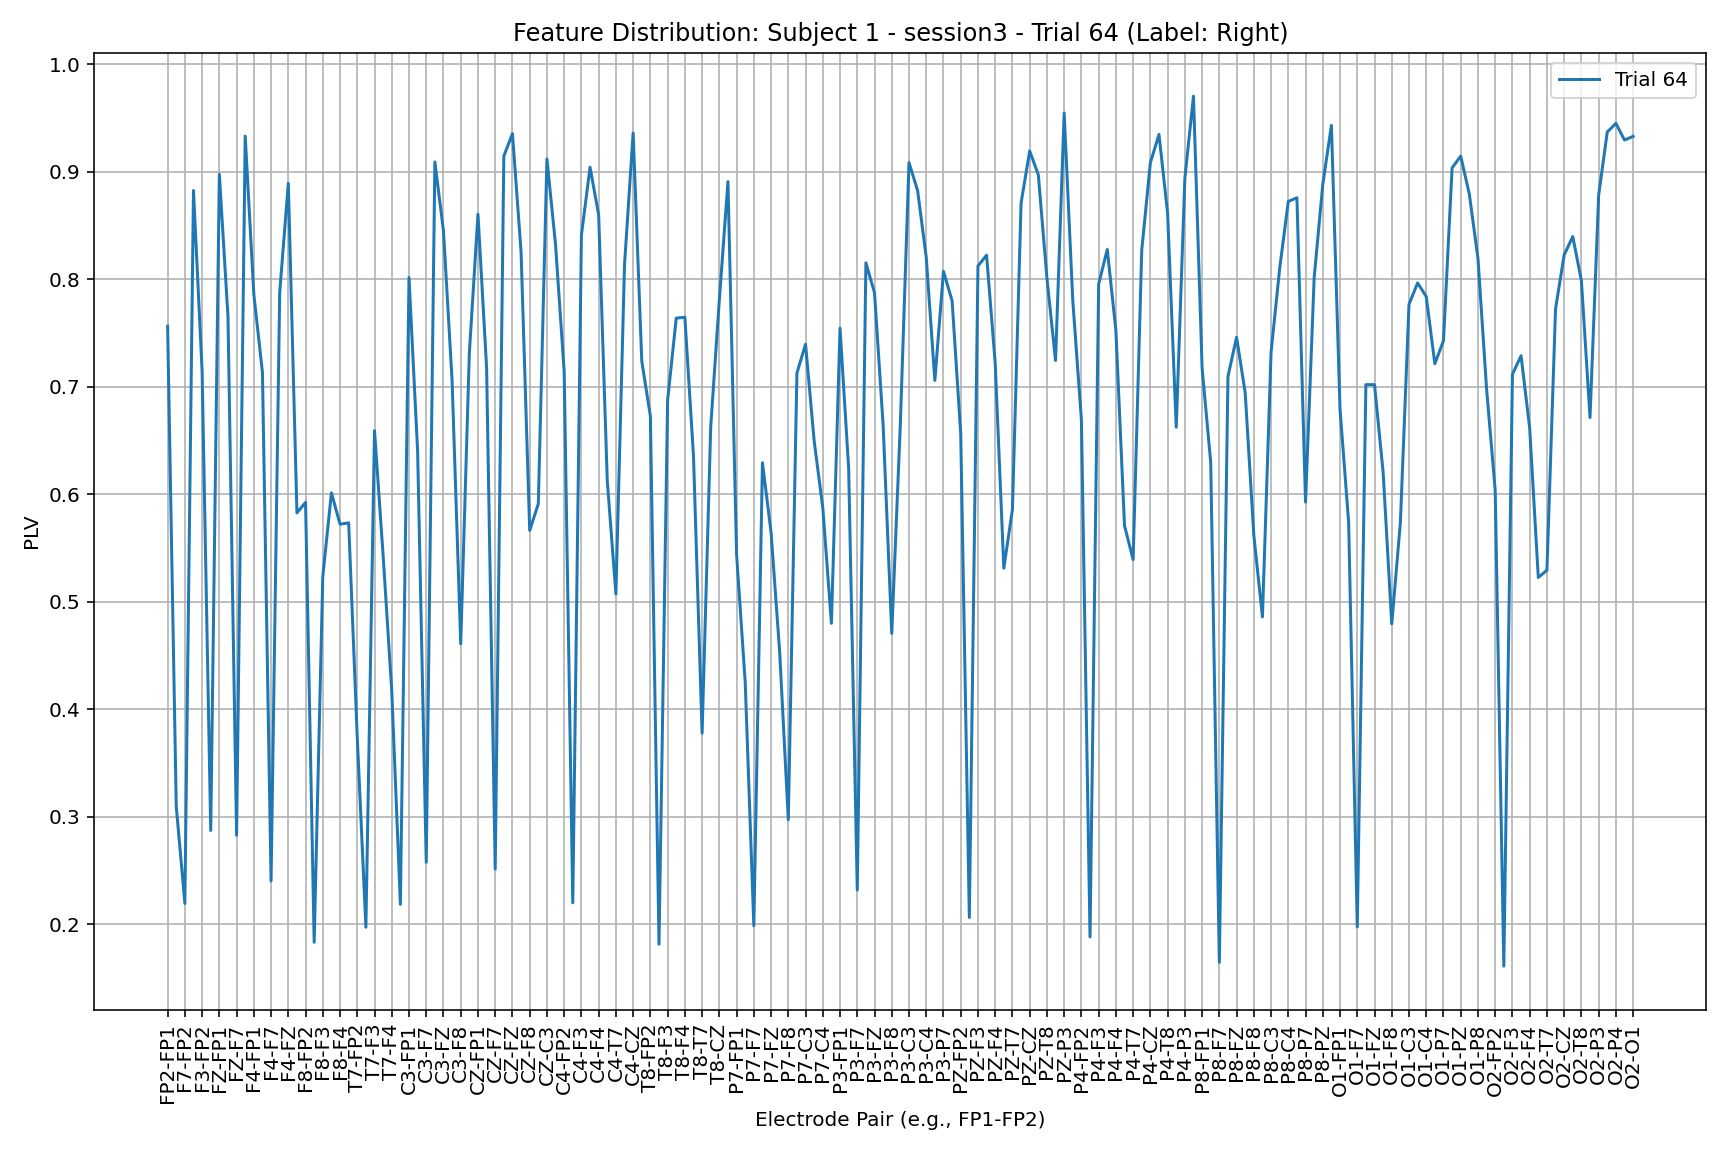 Feature Distribution: Subject 1 - session3 - Trial 64 (Label: Right)
Trial 64
1.0
0.9
0.8
0.7
0.6
0.5
0.4
0.3
0.2
PLV
FP2-FP1
F7-FP2
F3-FP2
FZ-FP1
FZ-F7
F4-FP1
F4-F7
F4-FZ
F8-FP2
F8-F3
F8-F4
T7-FP2
T7-F3
T7-F4
C3-FP1
C3-F7
C3-FZ
C3-F8
CZ-FP1
CZ-F7
CZ-FZ
CZ-F8
CZ-C3
C4-FP2
C4-F3
C4-F4
C4-T7
C4-CZ
T8-FP2
T8-F3
T8-F4
T8-T7
T8-CZ
P7-FP1
P7-F7
P7-FZ
P7-F8
P7-C3
P7-C4
P3-FP1
P3-F7
P3-FZ
P3-F8
P3-C3
P3-C4
P3-P7
PZ-FP2
PZ-F3
PZ-F4
PZ-T7
PZ-CZ
PZ-T8
PZ-P3
P4-FP2
P4-F3
P4-F4
P4-T7
P4-CZ
P4-T8
P4-P3
P8-FP1
P8-F7
P8-FZ
P8-F8
P8-C3
P8-C4
P8-P7
P8-PZ
O1-FP1
O1-F7
O1-FZ
O1-F8
O1-C3
O1-C4
O1-P7
O1-PZ
O1-P8
O2-FP2
O2-F3
O2-F4
O2-T7
O2-CZ
O2-T8
O2-P3
O2-P4
O2-O1
Electrode Pair (e.g., FP1-FP2)